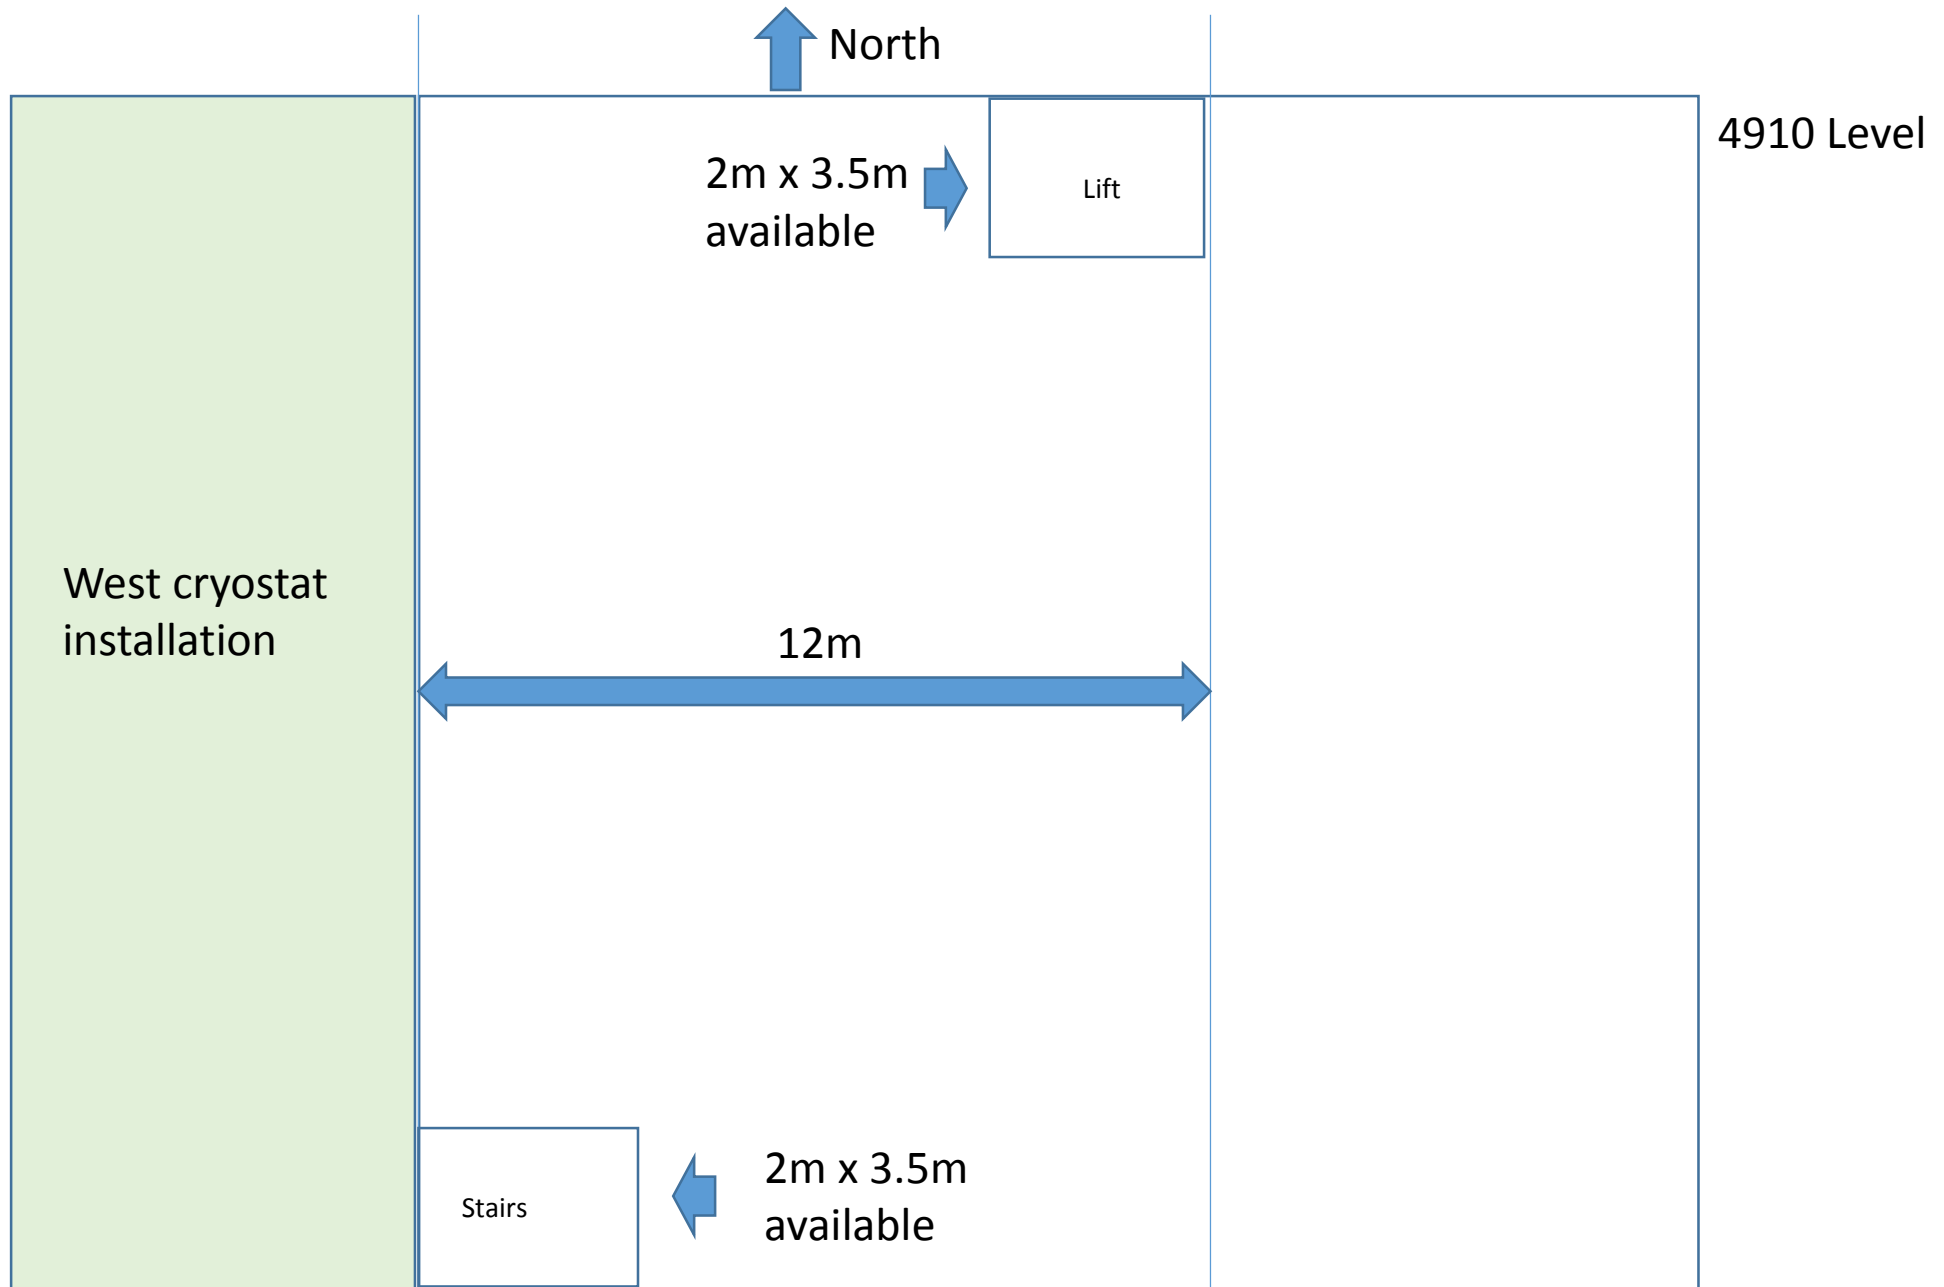 North
4910 Level
2m x 3.5m
available
Lift
West cryostat
installation
12m
2m x 3.5m
available
Stairs